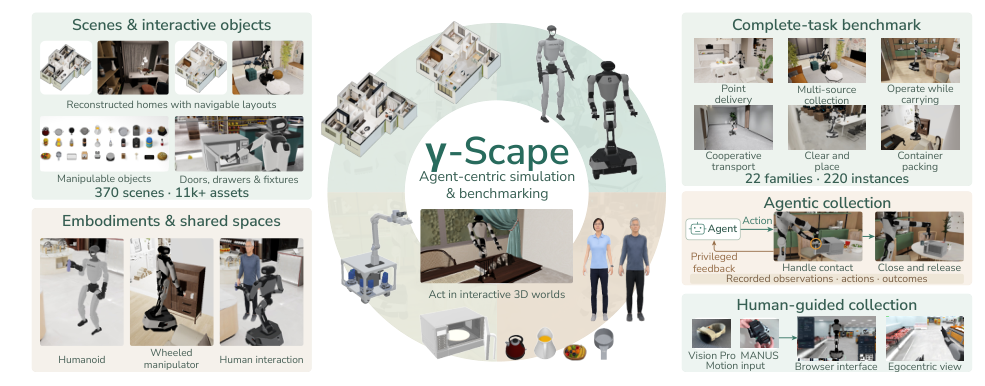 Scenes & interactive objects
Reconstructed homes with navigable layouts
Manipulable objects
Doors, drawers & fixtures
370 scenes · 11k+ assets
Embodiments & shared spaces
Humanoid
Wheeled
manipulator
Human interaction
y-Scape
Agent-centric simulation
& benchmarking
Act in interactive 3D worlds
Complete-task benchmark
Point
delivery
Multi-source
collection
Operate while
carrying
Cooperative
transport
Clear and
place
Container
packing
22 families · 220 instances
Agentic collection
Agent
Action
Privileged
feedback
Handle contact
Close and release
Recorded observations · actions · outcomes
Human-guided collection
Vision Pro
MANUS
Motion input
Browser interface
Egocentric view